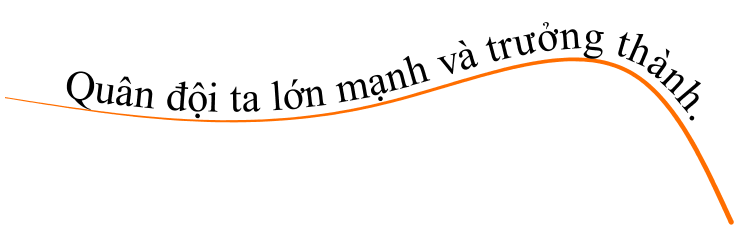 Quân đội ta lớn mạnh và trưởng thành.